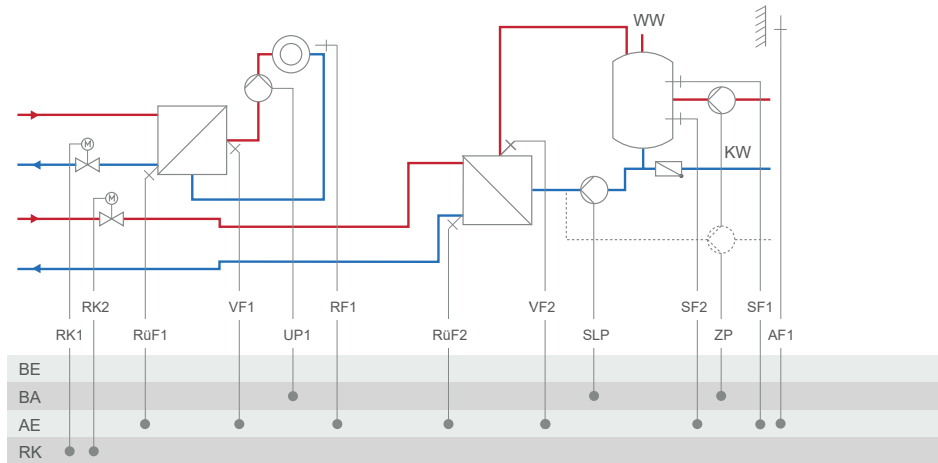 WW
M
KW
M
RK2 VF1 RF1 VF2 SF2 SF1
RK1 RüF1 UP1 RüF2 SLP ZP AF1
BE
BA
AE
RK